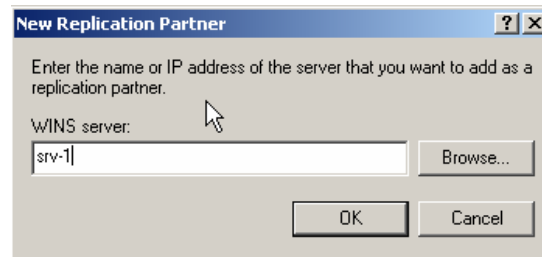 New Replication Partner
Enter the name or IP address of the server that you want to add as a
replication partner.
WINS server:
srv-1
Browse...
OK
Cancel